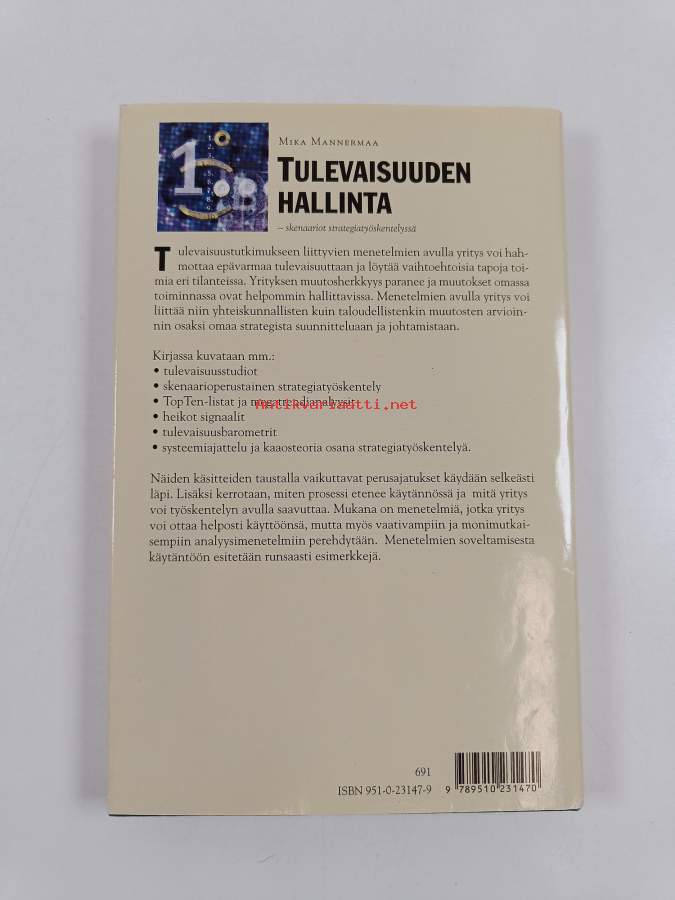 MIKA MANNERMAA
TULEVAISUUDEN
HALLINTA
– skenaariot strategiatyöskentelyssä
Tulevaisuustutkimukseen liittyvien menetelmien avulla yritys voi hah-
mottaa epävarmaa tulevaisuuttaan ja löytää vaihtoehtoisia tapoja toi-
mia eri tilanteissa. Yrityksen muutosherkkyys paranee ja muutokset omassa
toiminnassa ovat helpommin hallittavissa. Menetelmien avulla yritys voi
liittää niin yhteiskunnallisten kuin taloudellistenkin muutosten arvioin-
nin osaksi omaa strategista suunnitteluaan ja johtamistaan.
Kirjassa kuvataan mm.:
• tulevaisuusstudiot
• skenaarioperustainen strategiatyöskentely
• TopTen-listat ja megatrendianalyysit
Antikvariaatti.net
• heikot signaalit
• tulevaisuusbarometrit
• systeemiajattelu ja kaaosteoria osana strategiatyöskentelyä.
Näiden käsitteiden taustalla vaikuttavat perusajatukset käydään selkeästi
läpi. Lisäksi kerrotaan, miten prosessi etenee käytännössä ja mitä yritys
voi työskentelyn avulla saavuttaa. Mukana on menetelmiä, jotka yritys
voi ottaa helposti käyttöönsä, mutta myös vaativampiin ja monimutkai-
sempiin analyysimenetelmiin perehdytään. Menetelmien soveltamisesta
käytäntöön esitetään runsaasti esimerkkejä.
691
ISBN 951-0-23147-9
9 789510 231470